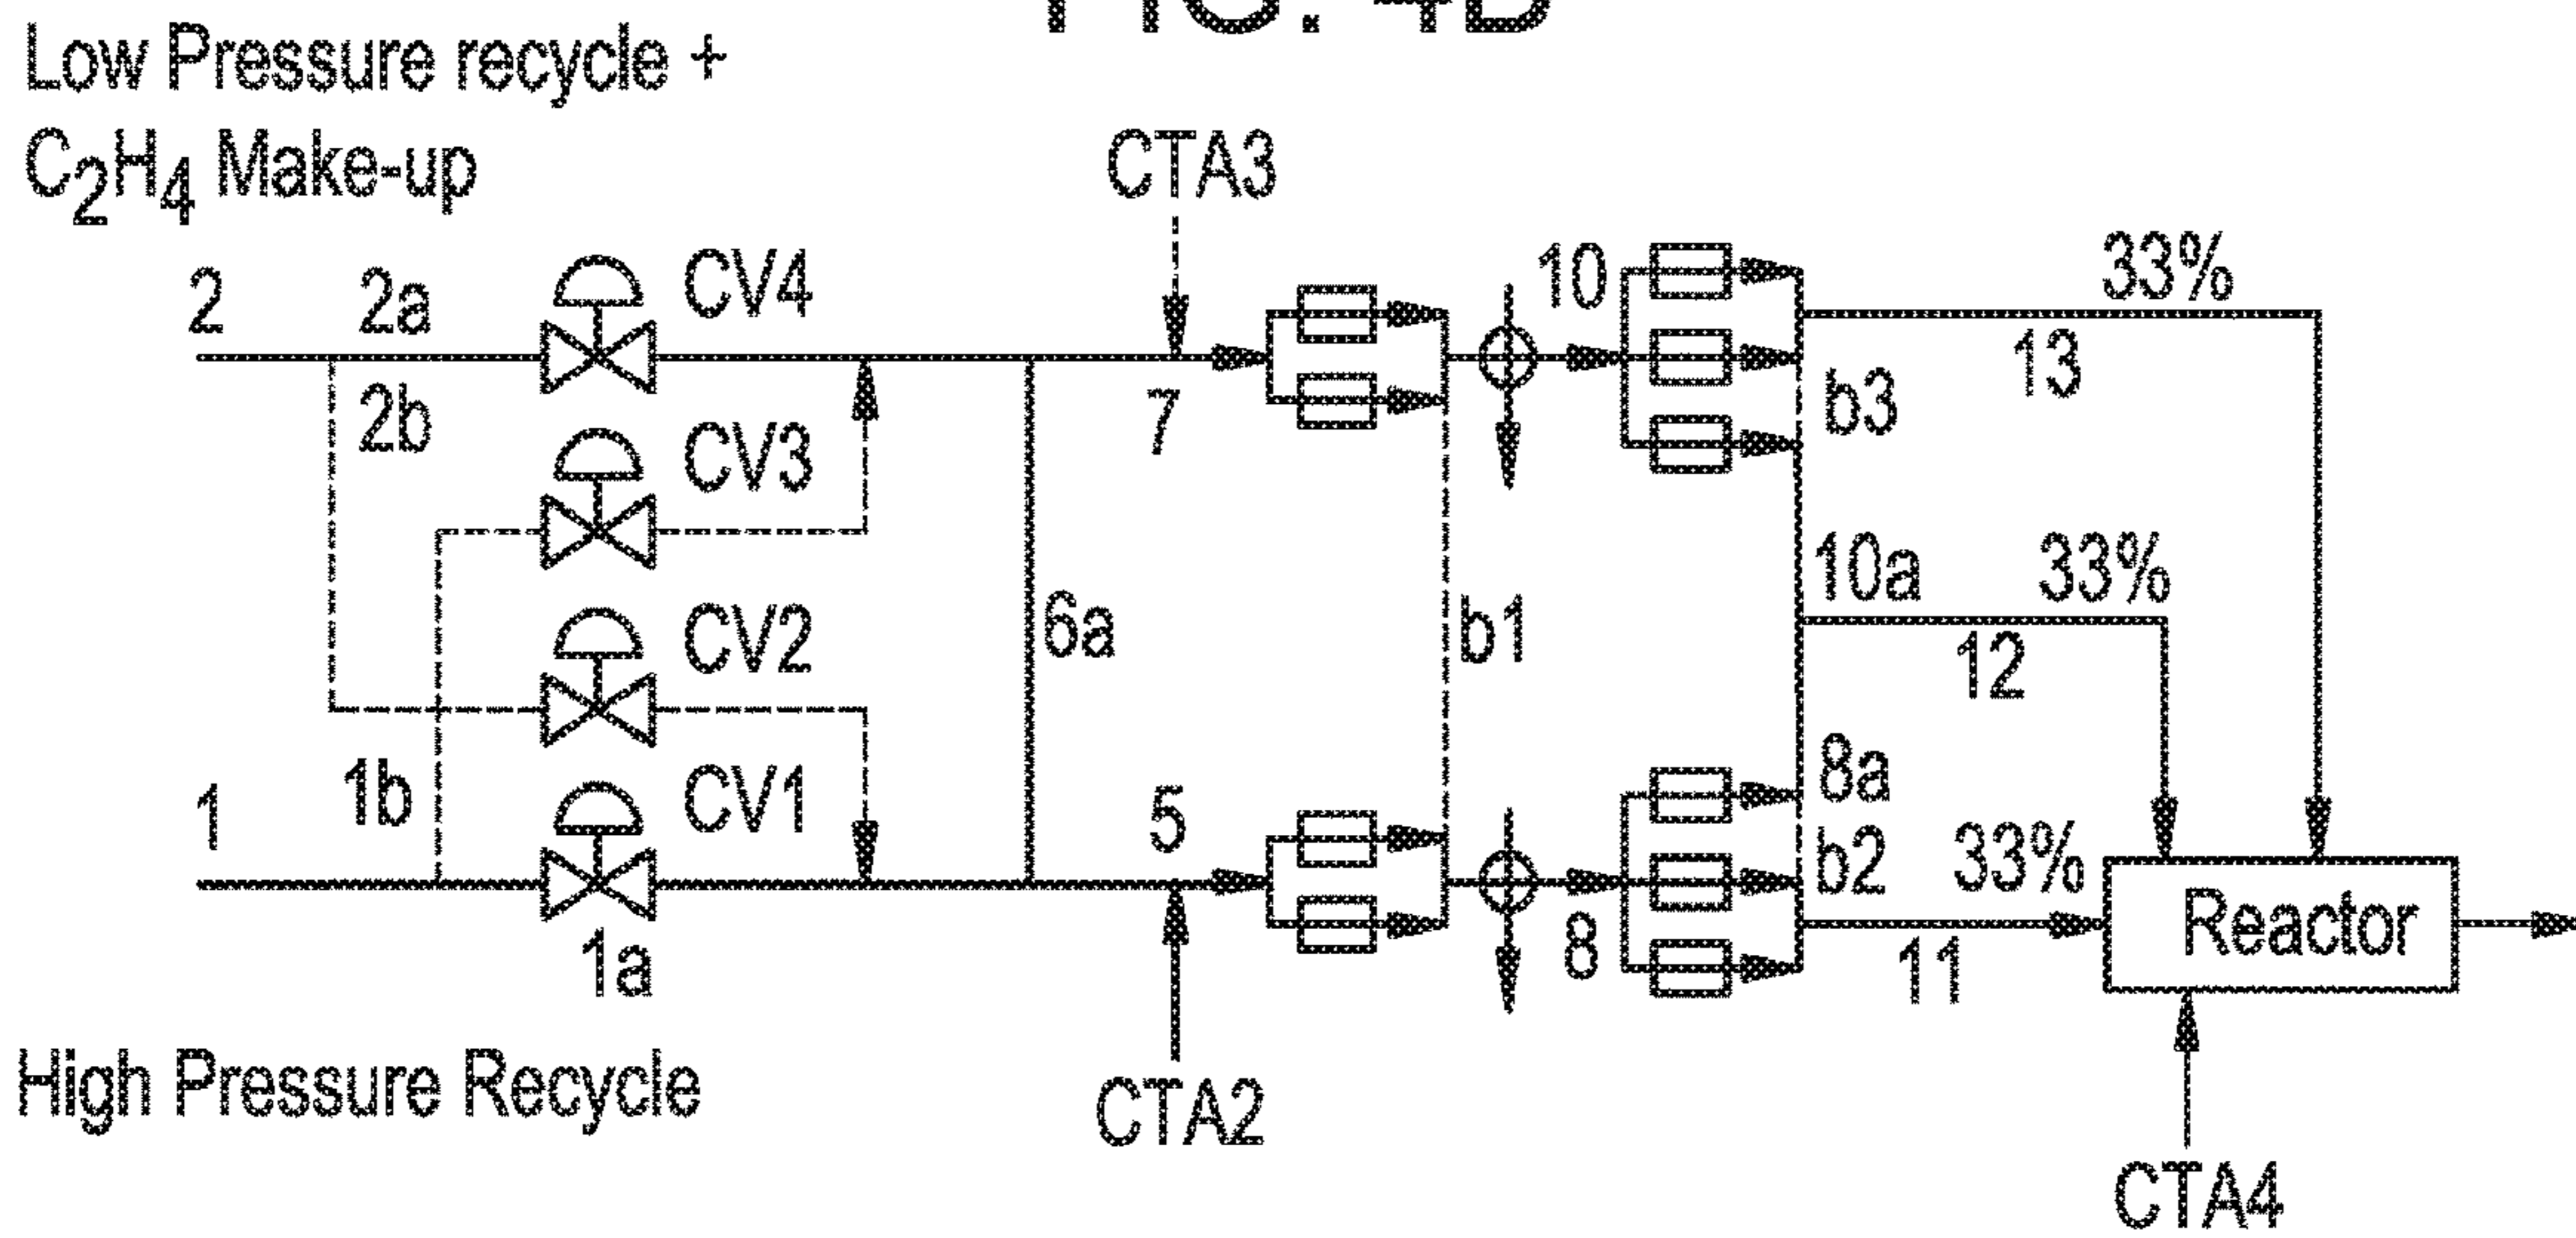 FIG. 4B
Low Pressure recycle +
C2H4 Make-up
CTA3
2
2a
CV4
10
33%
13
2b
CV3
7
b3
10a
33%
6a
b1
12
CV2
1
1b
CV1
5
8a
b2
33%
Reactor
1a
8
11
High Pressure Recycle
CTA2
CTA4